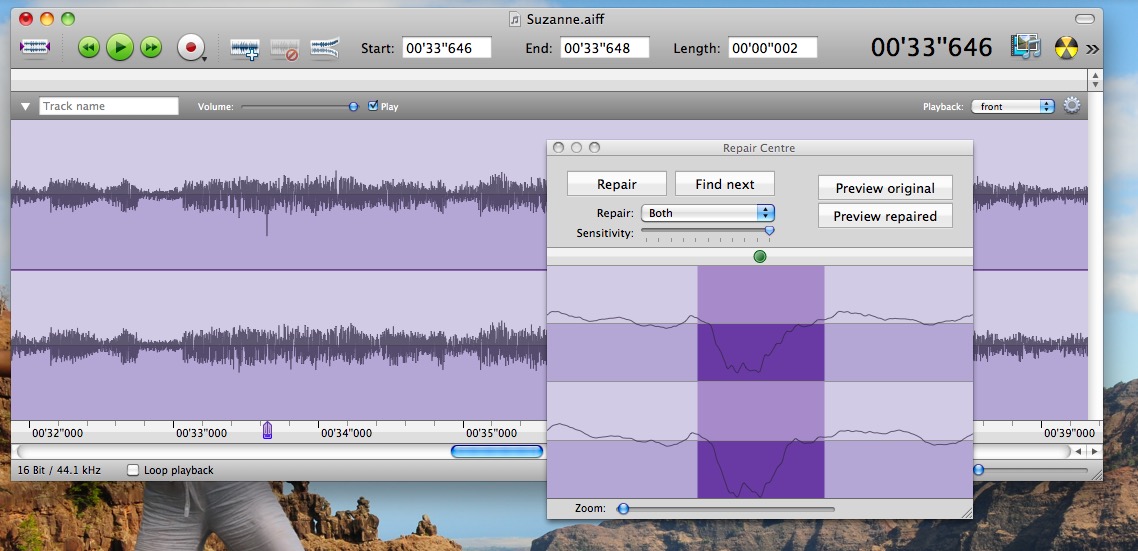 Suzanne.aiff
Start: 00'33"646 End: 00'33"648 Length: 00'00"002 00'33"646 »
Track name Volume: Play Playback: front
Repair Centre
Repair Find next Preview original
Repair: Both Preview repaired
Sensitivity:
00'32"000 00'33"000 00'34"000 00'35"000 00'39"000
16 Bit / 44.1 kHz Loop playback
Zoom: